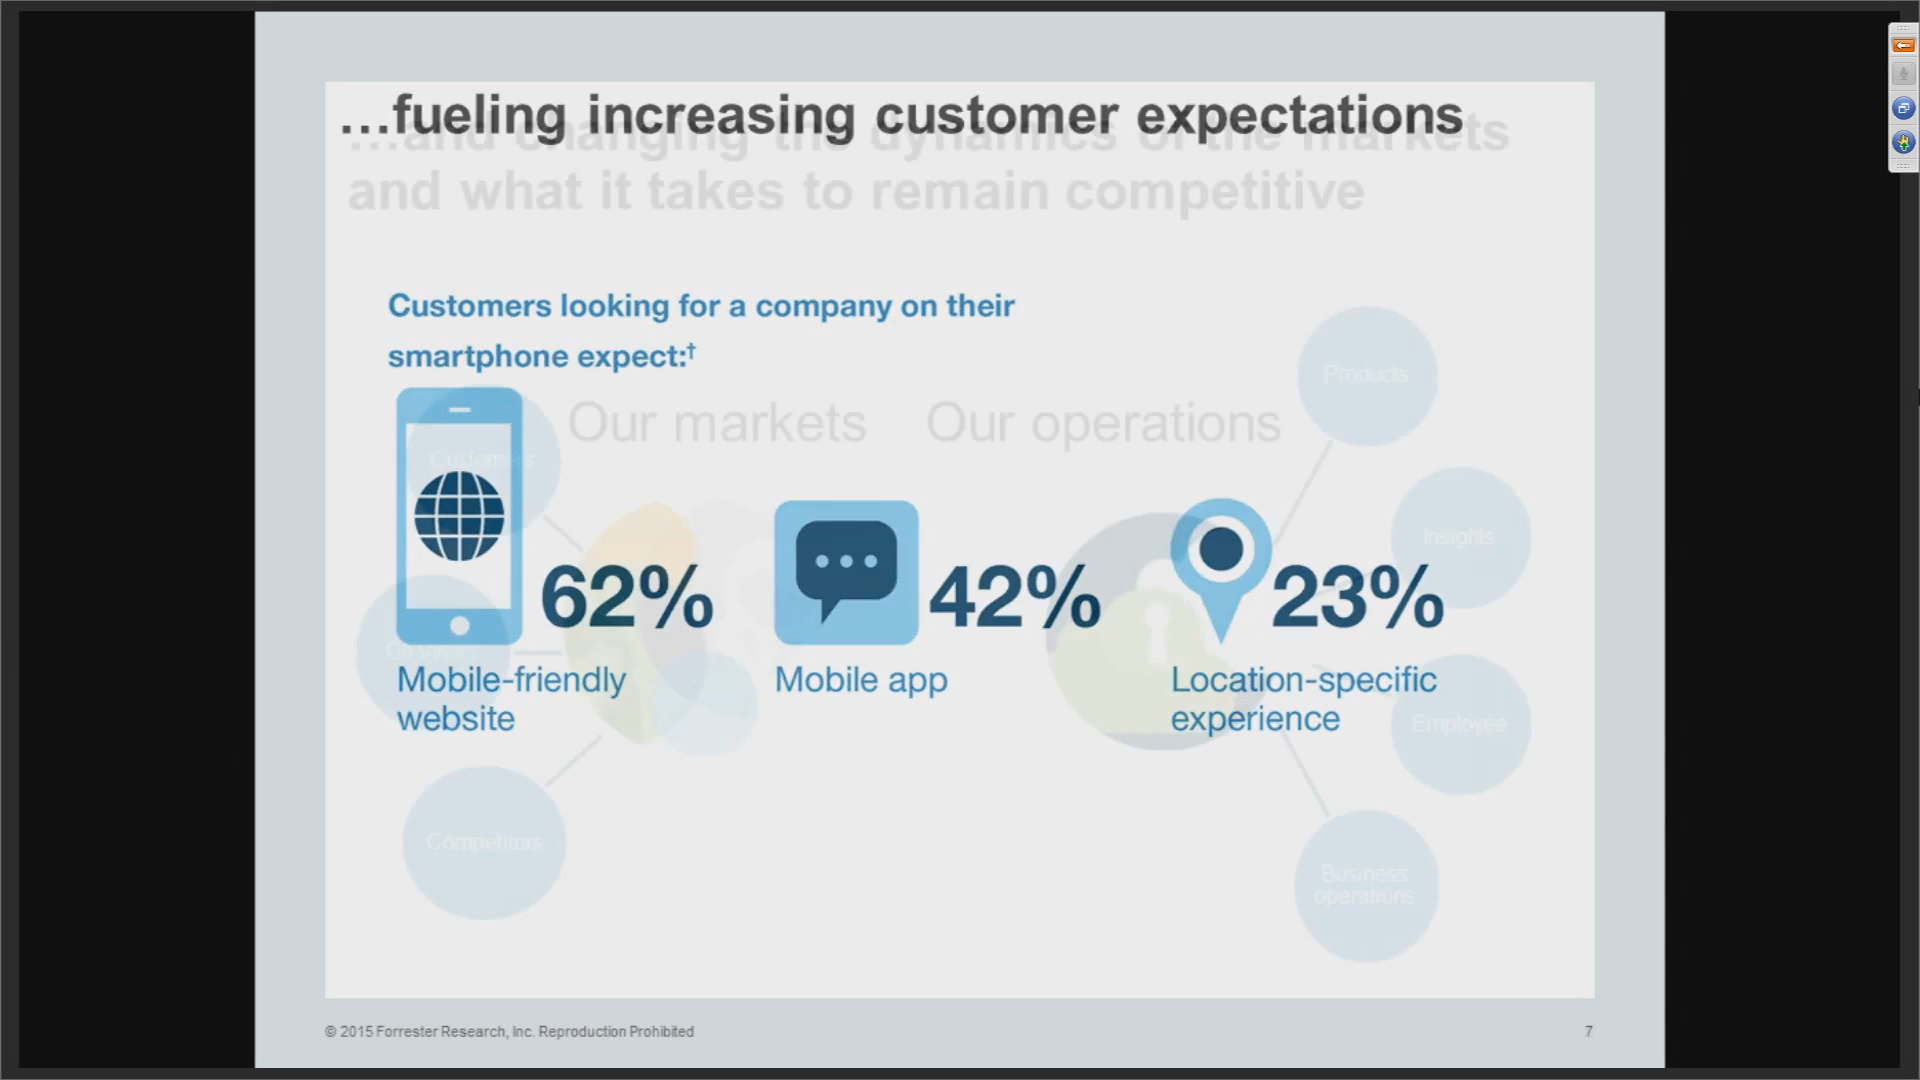 …fueling increasing customer expectations
…and changing the dynamics of the markets
and what it takes to remain competitive
Customers looking for a company on their
smartphone expect:†
Our markets
Our operations
Products
Customers
Insights
62%
42%
23%
Mobile-friendly
website
Mobile app
Location-specific
experience
Employee
Competitors
Business
operations
© 2015 Forrester Research, Inc. Reproduction Prohibited
7